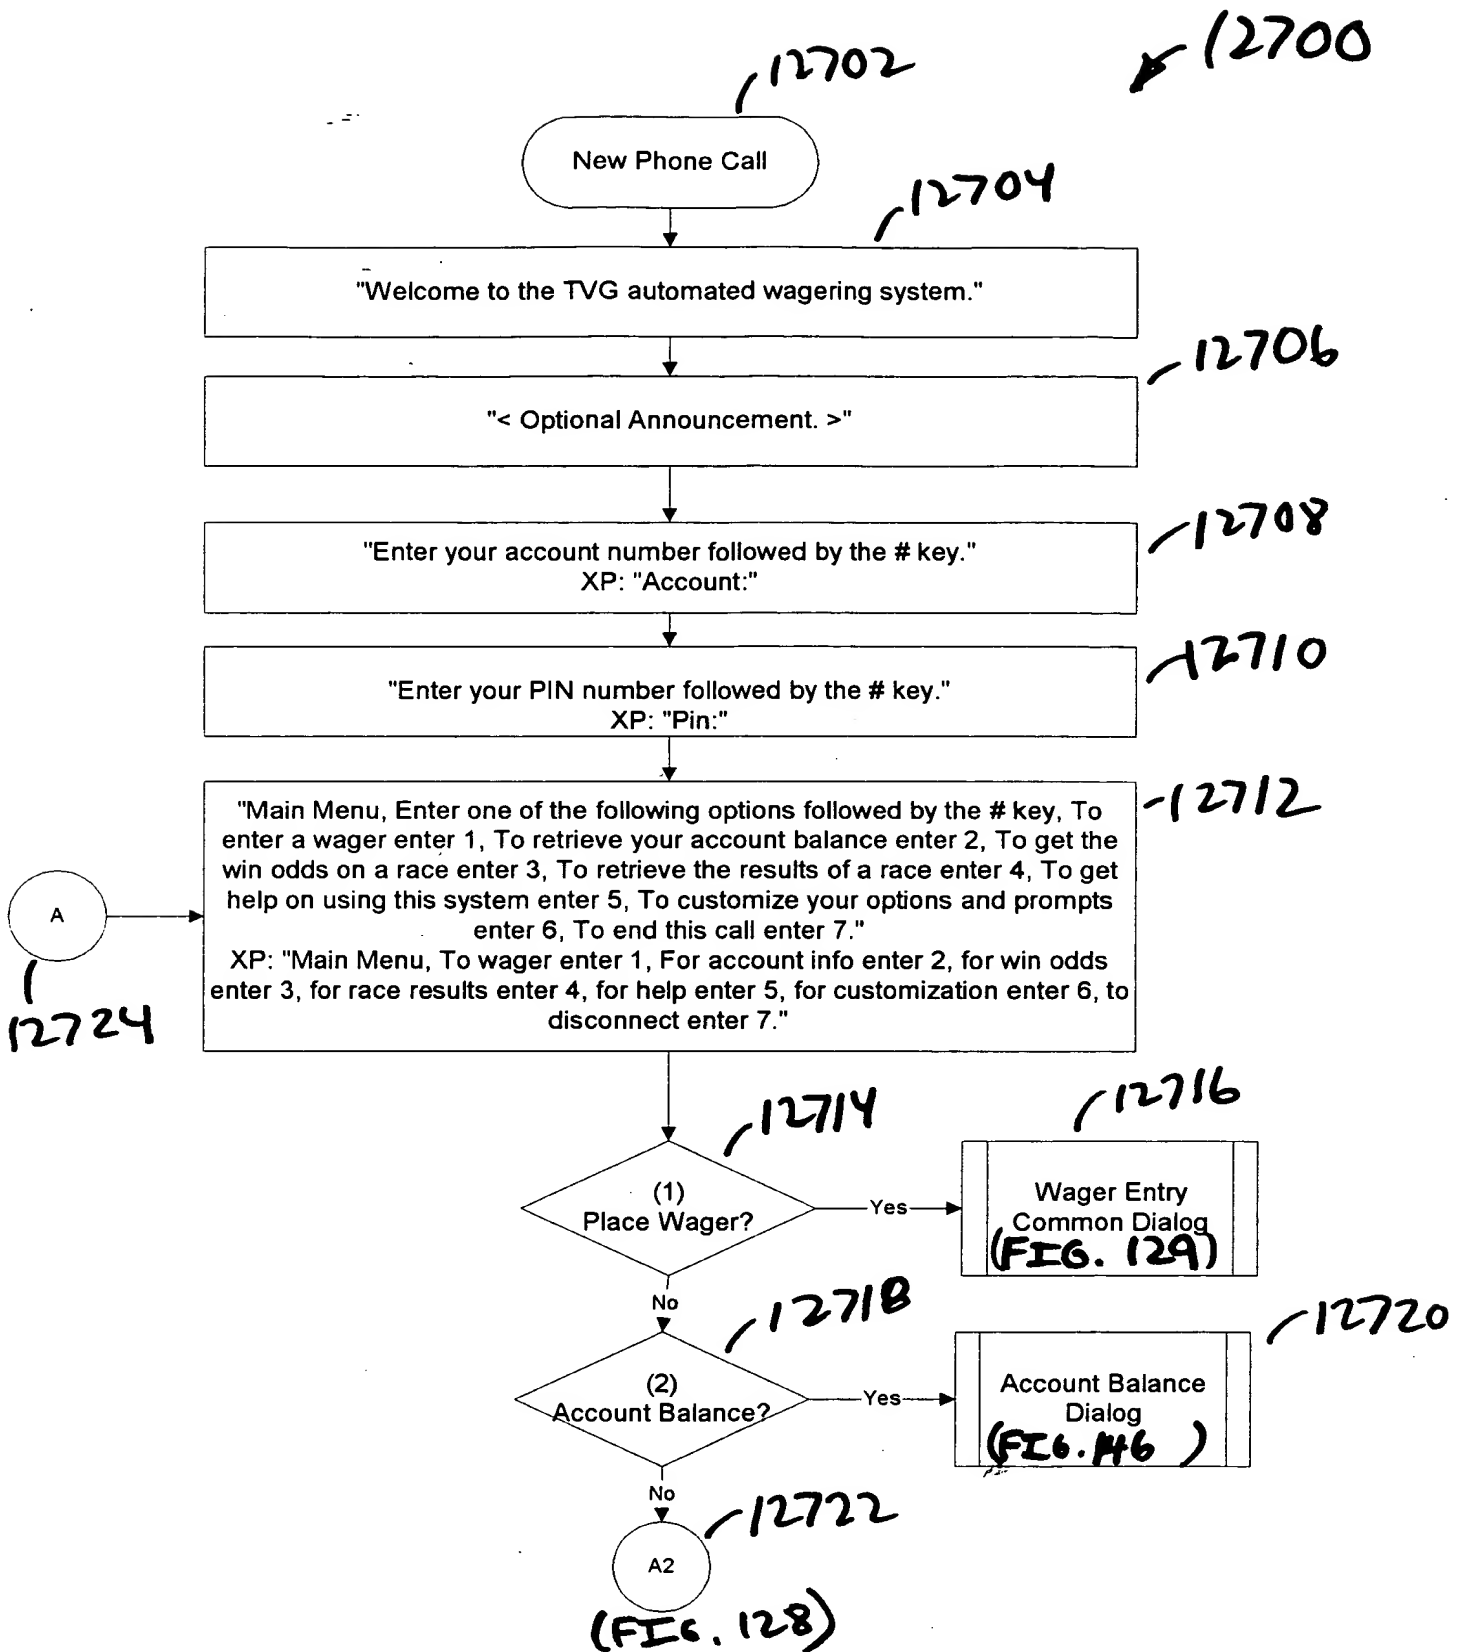 12700
12702
New Phone Call
12704
"Welcome to the TVG automated wagering system."
12706
"< Optional Announcement. >"
12708
"Enter your account number followed by the # key."
XP: "Account:"
12710
"Enter your PIN number followed by the # key."
XP: "Pin:"
12712
"Main Menu, Enter one of the following options followed by the # key, To
enter a wager enter 1, To retrieve your account balance enter 2, To get the
win odds on a race enter 3, To retrieve the results of a race enter 4, To get
help on using this system enter 5, To customize your options and prompts
enter 6, To end this call enter 7."
XP: "Main Menu, To wager enter 1, For account info enter 2, for win odds
enter 3, for race results enter 4, for help enter 5, for customization enter 6, to
disconnect enter 7."
A
12724
12714
(1)
Place Wager?
Yes
12716
Wager Entry
Common Dialog
(FIG. 129)
No
12718
(2)
Account Balance?
Yes
12720
Account Balance
Dialog
(FIG. 146 )
No
12722
A2
(FIG. 128)